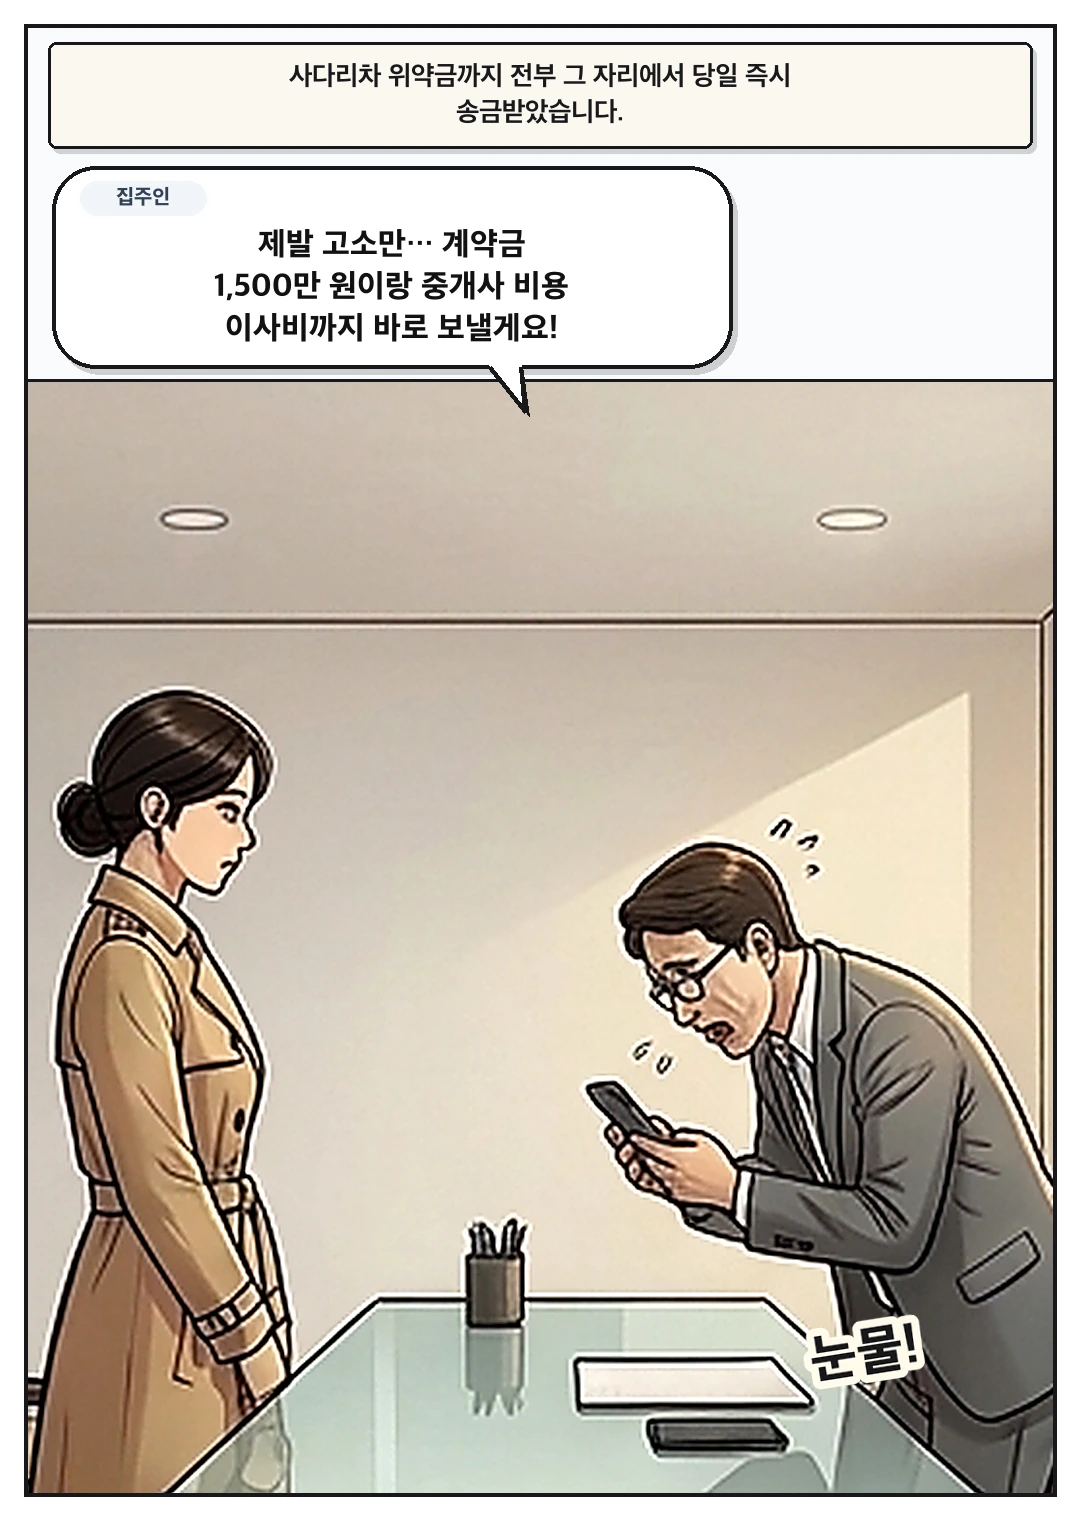 사다리차 위약금까지 전부 그 자리에서 당일 즉시
송금받았습니다.
집주인
제발 고소만… 계약금
1,500만 원이랑 중개사 비용
이사비까지 바로 보낼게요!
눈물!